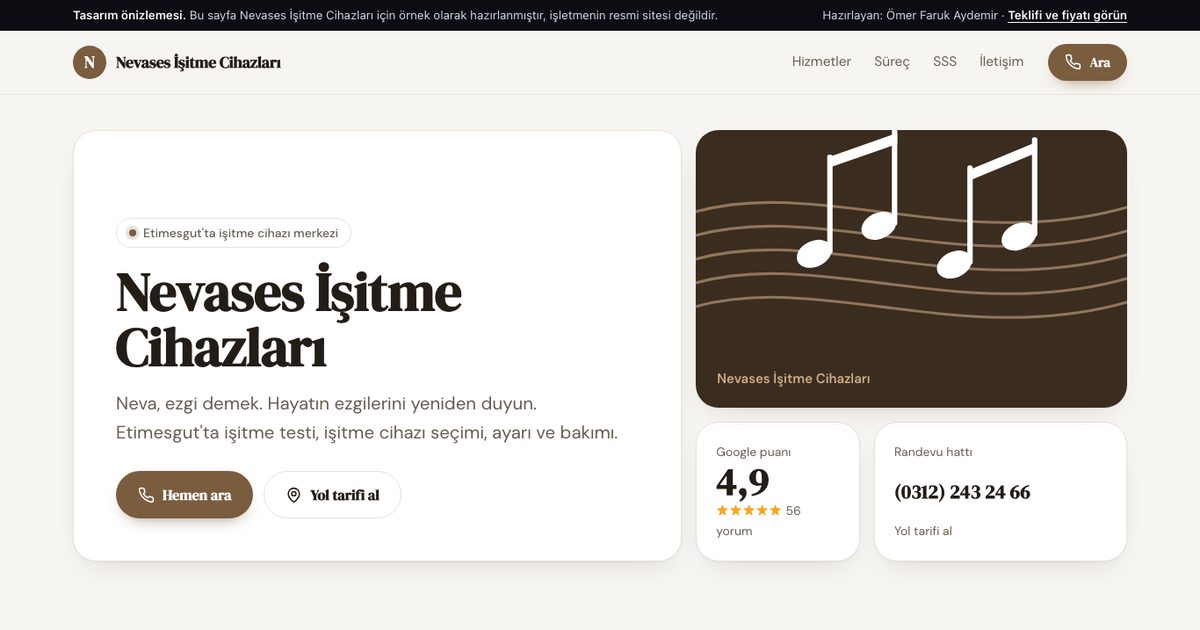 Tasarım önizlemesi. Bu sayfa Nevases İşitme Cihazları için örnek olarak hazırlanmıştır, işletmenin resmi sitesi değildir.
Hazırlayan: Ömer Faruk Aydemir · Teklifi ve fiyatı görün
N Nevases İşitme Cihazları
Hizmetler Süreç SSS İletişim Ara
Etimesgut'ta işitme cihazı merkezi
Nevases İşitme
Cihazları
Neva, ezgi demek. Hayatın ezgilerini yeniden duyun.
Etimesgut'ta işitme testi, işitme cihazı seçimi, ayarı ve bakımı.
Hemen ara
Yol tarifi al
Nevases İşitme Cihazları
Google puanı
4,9
★★★★★ 56
yorum
Randevu hattı
(0312) 243 24 66
Yol tarifi al